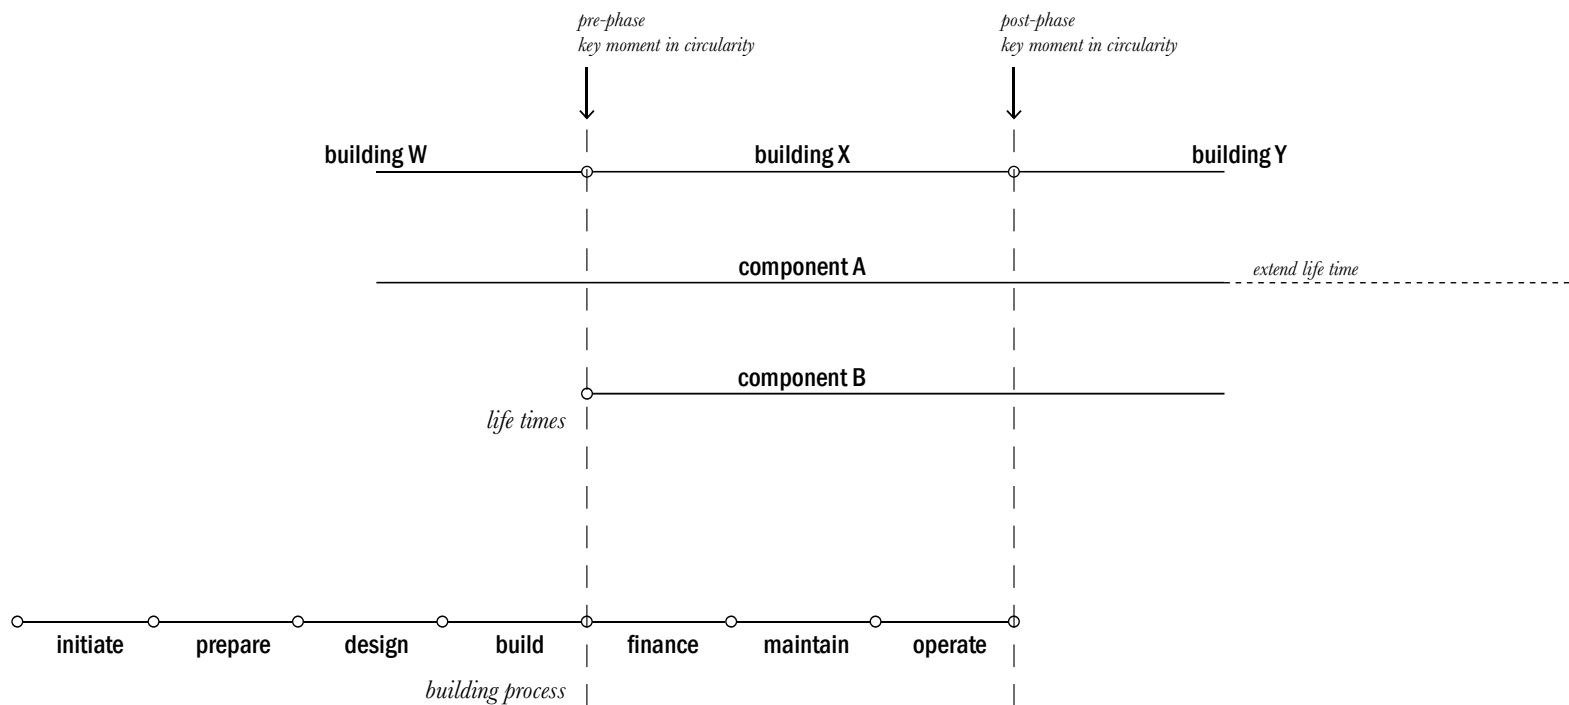 pre-phase
key moment in circularity
post-phase
key moment in circularity
building W
building X
building Y
component A
extend life time
component B
life times
initiate
prepare
design
build
finance
maintain
operate
building process